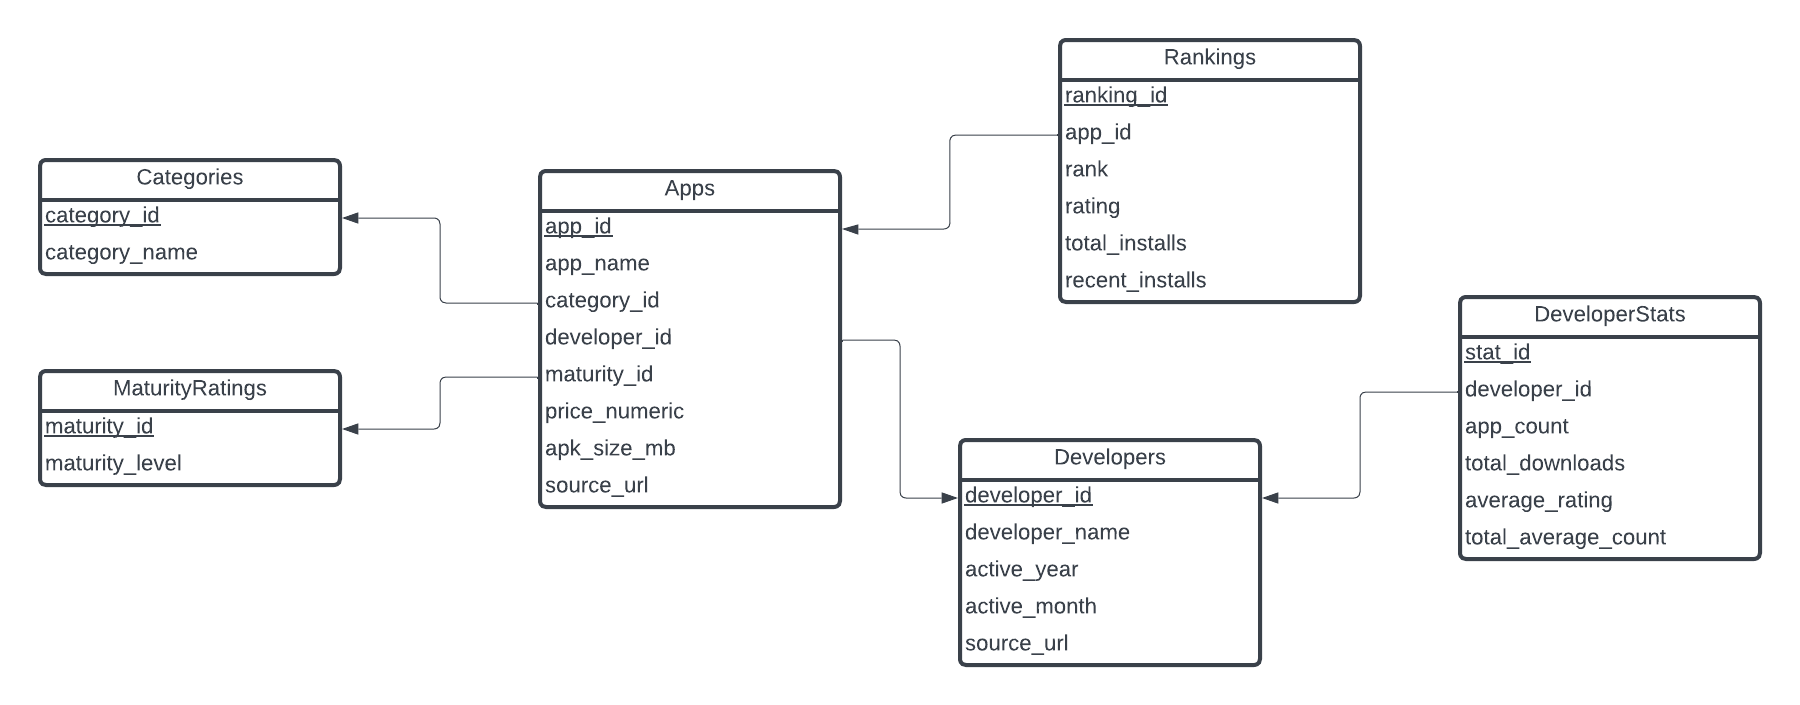 Categories
category_id
category_name
MaturityRatings
maturity_id
maturity_level
Apps
app_id
app_name
category_id
developer_id
maturity_id
price_numeric
apk_size_mb
source_url
Rankings
ranking_id
app_id
rank
rating
total_installs
recent_installs
Developers
developer_id
developer_name
active_year
active_month
source_url
DeveloperStats
stat_id
developer_id
app_count
total_downloads
average_rating
total_average_count